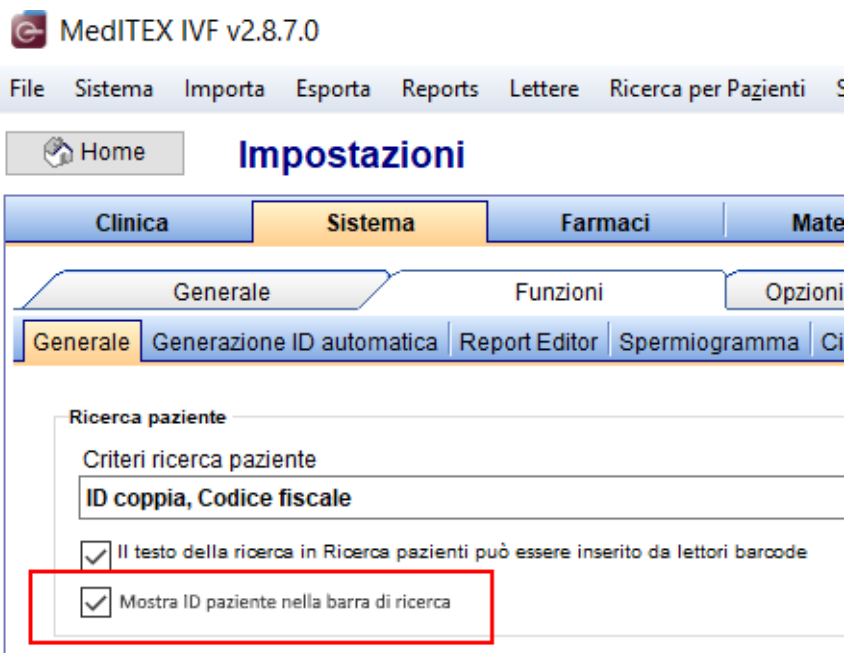 MedITEX IVF v2.8.7.0
File Sistema Importa Esporta Reports Lettere Ricerca per Pazienti S
Home Impostazioni
Clinica Sistema Farmaci Mate
Generale Funzioni Opzioni
Generale Generazione ID automatica Report Editor Spermiogramma Ci
Ricerca paziente
Criteri ricerca paziente
ID coppia, Codice fiscale
Il testo della ricerca in Ricerca pazienti può essere inserito da lettori barcode
Mostra ID paziente nella barra di ricerca